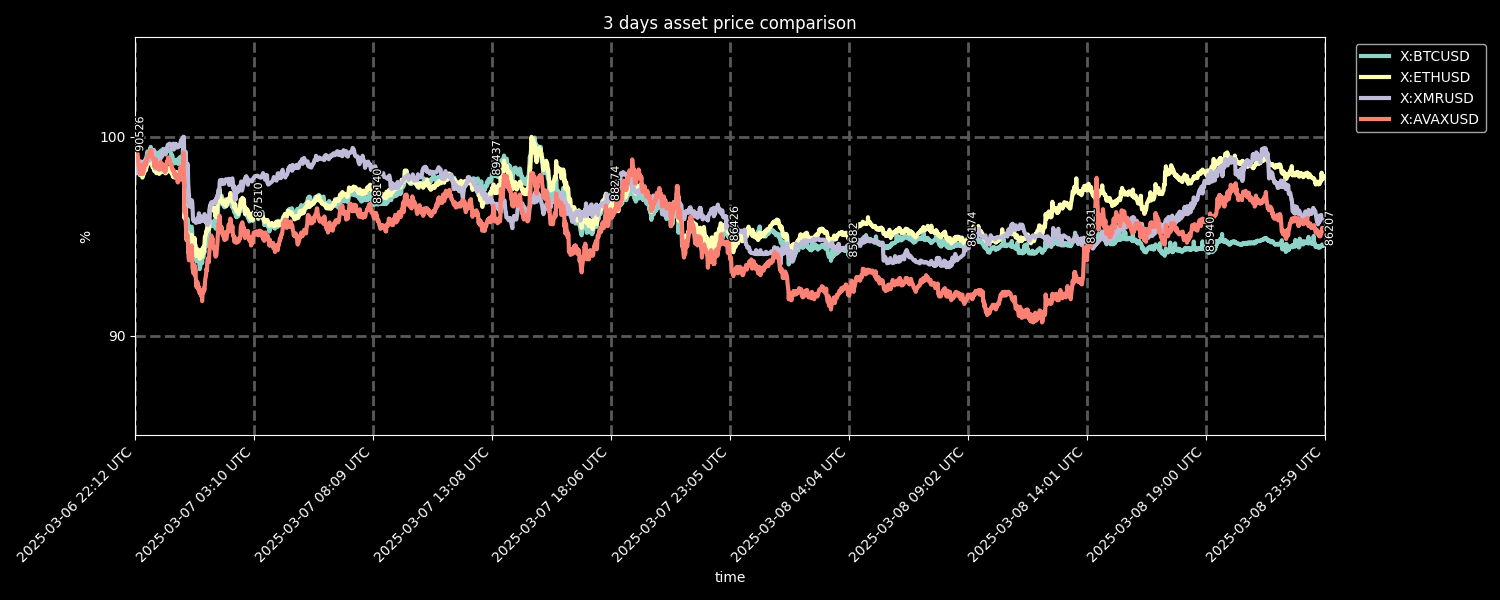 3 days asset price comparison
X:BTCUSD
X:ETHUSD
X:XMRUSD
X:AVAXUSD
100
90
%
90526
87510
88140
89437
88274
86426
85682
86174
86321
85940
86207
2025-03-06 22:12 UTC
2025-03-07 03:10 UTC
2025-03-07 08:09 UTC
2025-03-07 13:08 UTC
2025-03-07 18:06 UTC
2025-03-07 23:05 UTC
2025-03-08 04:04 UTC
2025-03-08 09:02 UTC
2025-03-08 14:01 UTC
2025-03-08 19:00 UTC
2025-03-08 23:59 UTC
time